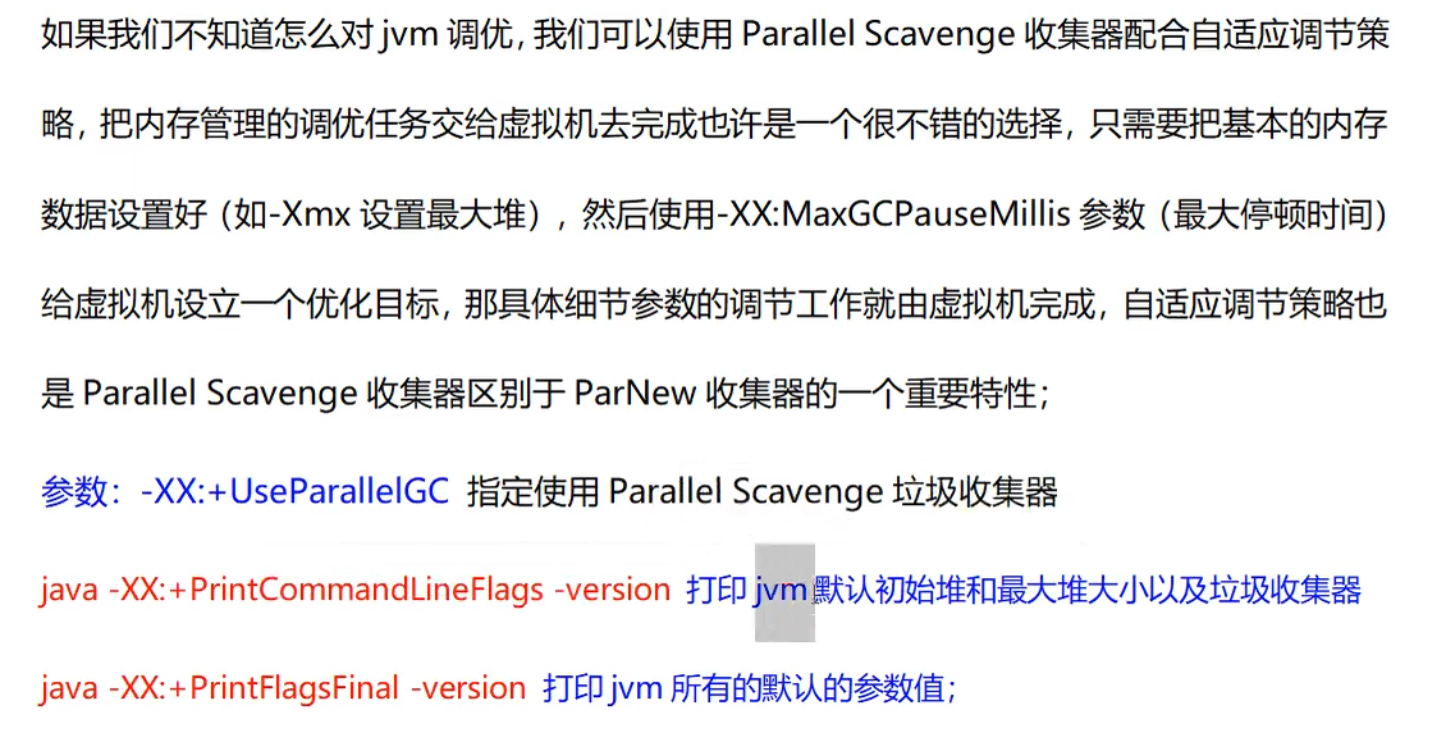 如果我们不知道怎么对 jvm 调优，我们可以使用 Parallel Scavenge 收集器配合自适应调节策
略，把内存管理的调优任务交给虚拟机去完成也许是一个很不错的选择，只需要把基本的内存
数据设置好（如-Xmx 设置最大堆），然后使用-XX:MaxGCPauseMillis 参数（最大停顿时间）
给虚拟机设立一个优化目标，那具体细节参数的调节工作就由虚拟机完成，自适应调节策略也
是 Parallel Scavenge 收集器区别于 ParNew 收集器的一个重要特性；
参数：-XX:+UseParallelGC 指定使用 Parallel Scavenge 垃圾收集器
java -XX:+PrintCommandLineFlags -version 打印 jvm 默认初始堆和最大堆大小以及垃圾收集器
java -XX:+PrintFlagsFinal -version 打印 jvm 所有的默认的参数值；